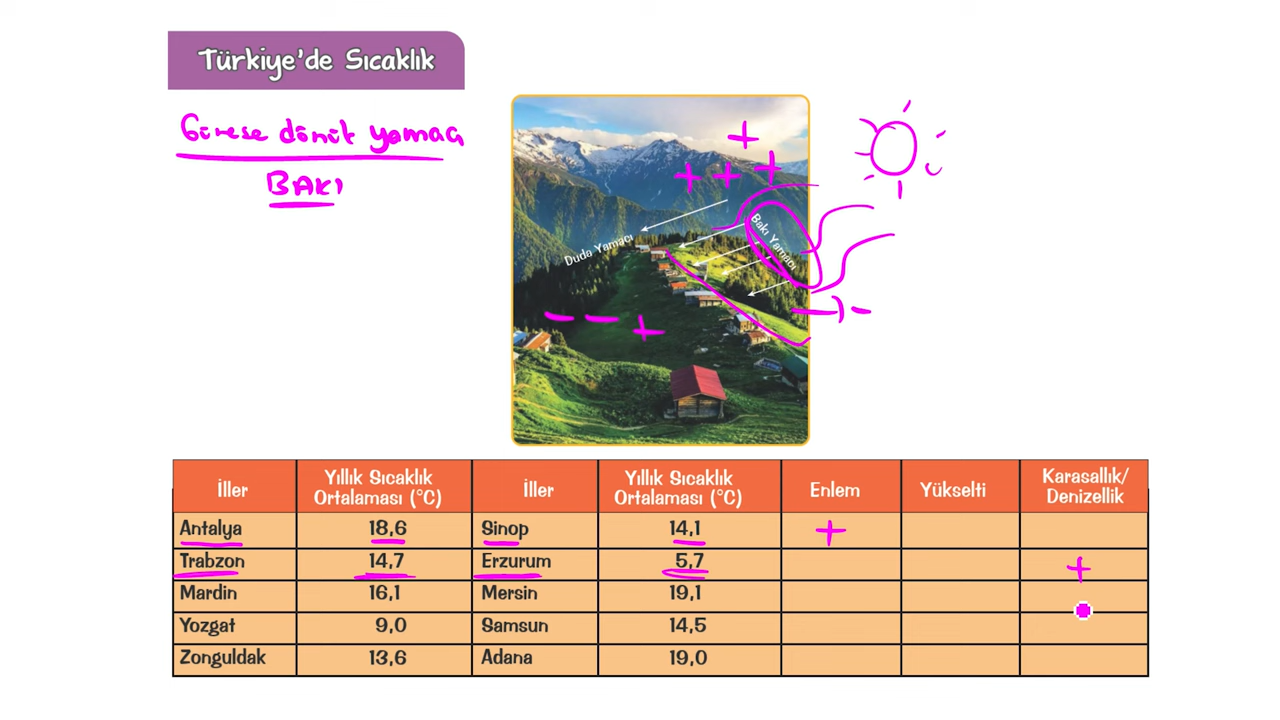 Türkiye'de Sıcaklık
Güneşe dönük yamaç
BAKI
Duda Yamacı
Bakı Yamacı
İller Yıllık Sıcaklık Ortalaması (°C) İller Yıllık Sıcaklık Ortalaması (°C) Enlem Yükselti Karasallık/ Denizellik
Antalya 18,6 Sinop 14,1 +
Trabzon 14,7 Erzurum 5,7 +
Mardin 16,1 Mersin 19,1
Yozgat 9,0 Samsun 14,5
Zonguldak 13,6 Adana 19,0